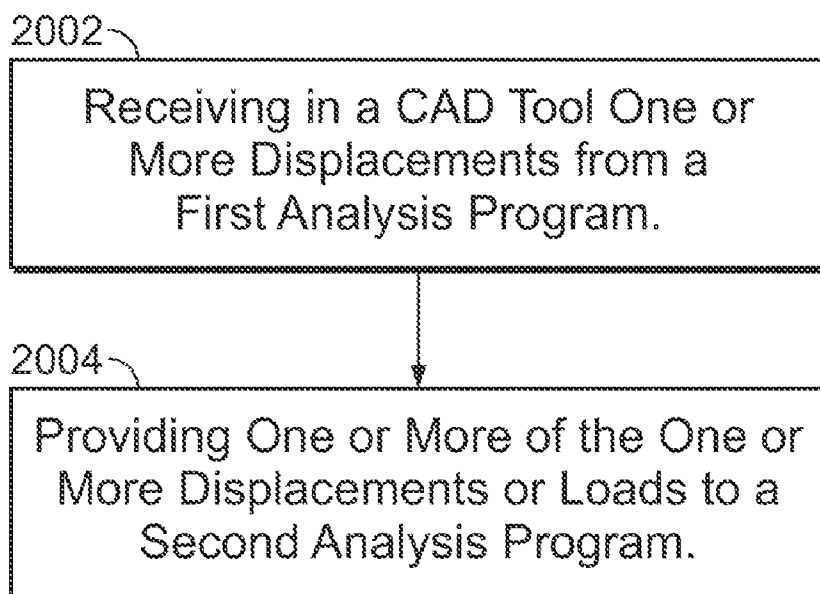 2002
Receiving in a CAD Tool One or
More Displacements from a
First Analysis Program.
2004
Providing One or More of the One or
More Displacements or Loads to a
Second Analysis Program.